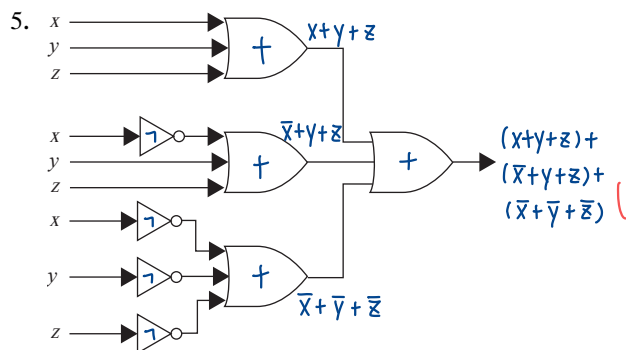 5. x
y
z
+
x+y+z
x
y
z
¬
+
x̄+y+z
x
y
z
¬
¬
¬
+
x̄+ȳ+z̄
+
(x+y+z)+
(x̄+y+z)+
(x̄+ȳ+z̄)